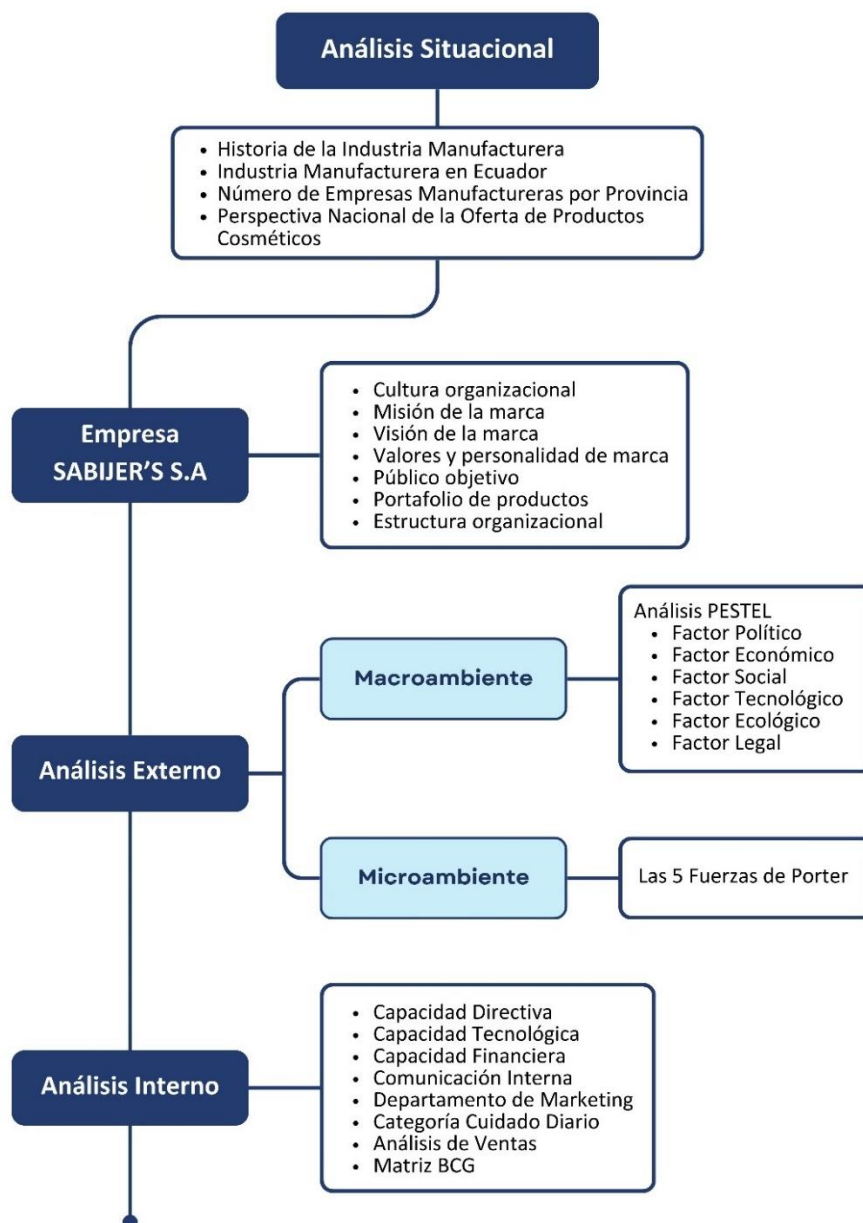 Análisis Situacional
• Historia de la Industria Manufacturera
• Industria Manufacturera en Ecuador
• Número de Empresas Manufactureras por Provincia
• Perspectiva Nacional de la Oferta de Productos
Cosméticos
Empresa
SABIJER’S S.A
• Cultura organizacional
• Misión de la marca
• Visión de la marca
• Valores y personalidad de marca
• Público objetivo
• Portafolio de productos
• Estructura organizacional
Análisis Externo
Macroambiente
Análisis PESTEL
• Factor Político
• Factor Económico
• Factor Social
• Factor Tecnológico
• Factor Ecológico
• Factor Legal
Microambiente
Las 5 Fuerzas de Porter
Análisis Interno
• Capacidad Directiva
• Capacidad Tecnológica
• Capacidad Financiera
• Comunicación Interna
• Departamento de Marketing
• Categoría Cuidado Diario
• Análisis de Ventas
• Matriz BCG